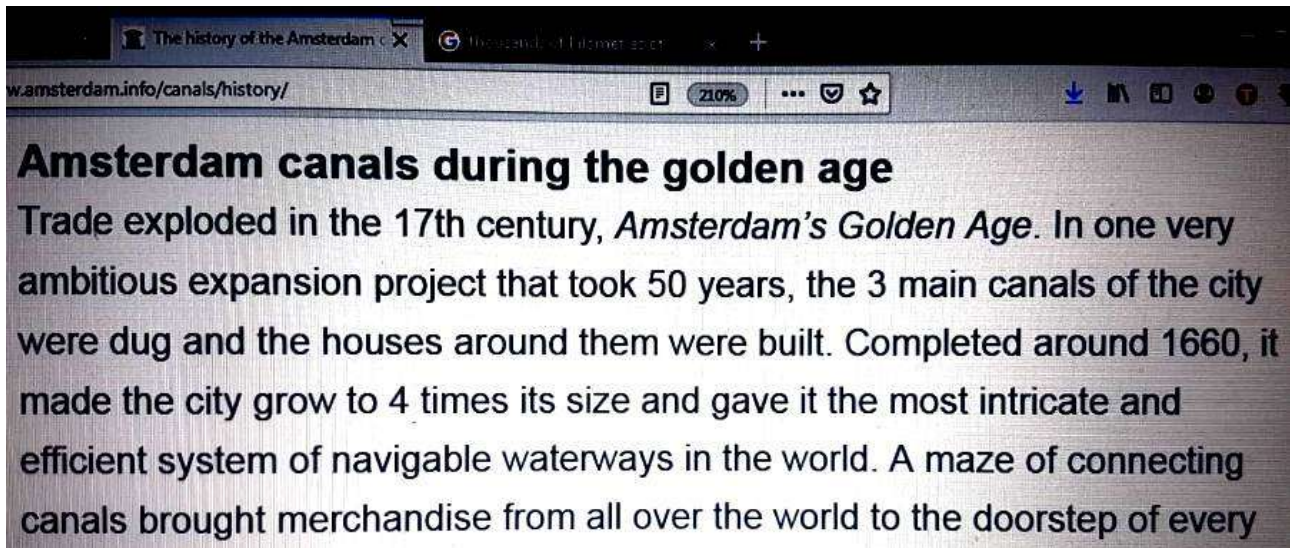 The history of the Amsterdam c
w.amsterdam.info/canals/history/
210%
Amsterdam canals during the golden age
Trade exploded in the 17th century, Amsterdam's Golden Age. In one very
ambitious expansion project that took 50 years, the 3 main canals of the city
were dug and the houses around them were built. Completed around 1660, it
made the city grow to 4 times its size and gave it the most intricate and
efficient system of navigable waterways in the world. A maze of connecting
canals brought merchandise from all over the world to the doorstep of every